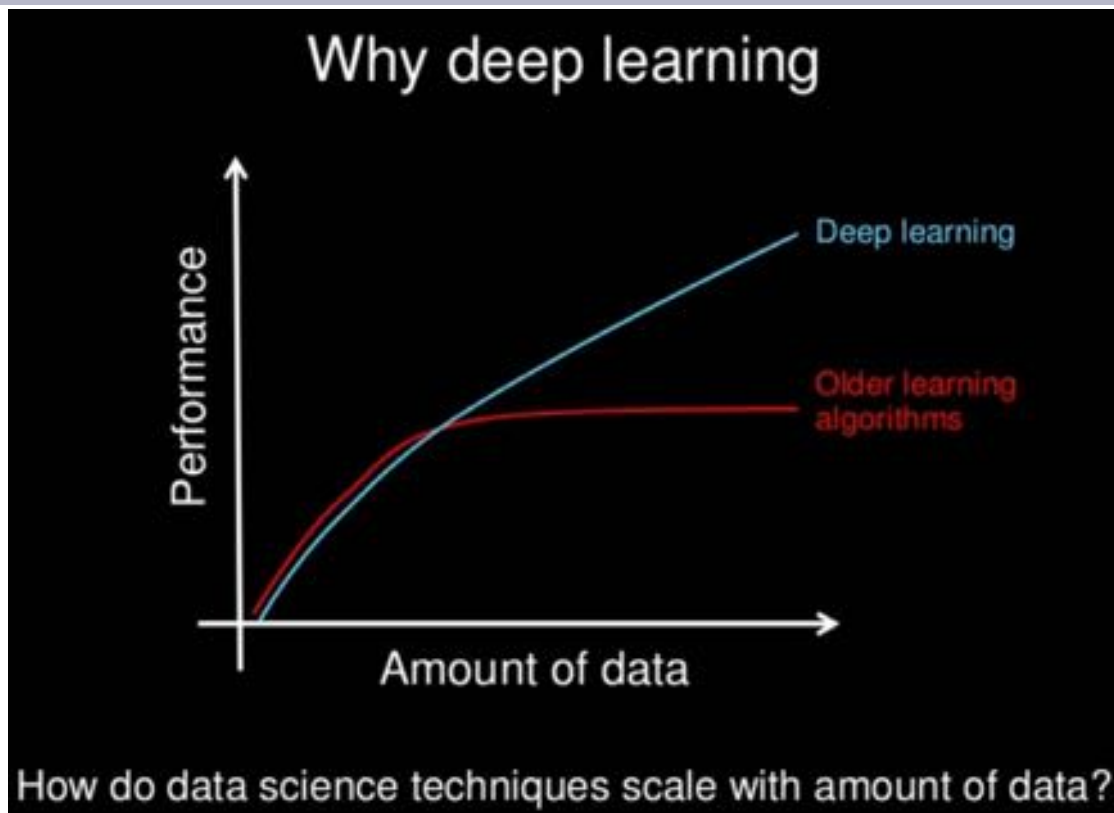 Why deep learning
Performance
Deep learning
Older learning
algorithms
Amount of data
How do data science techniques scale with amount of data?